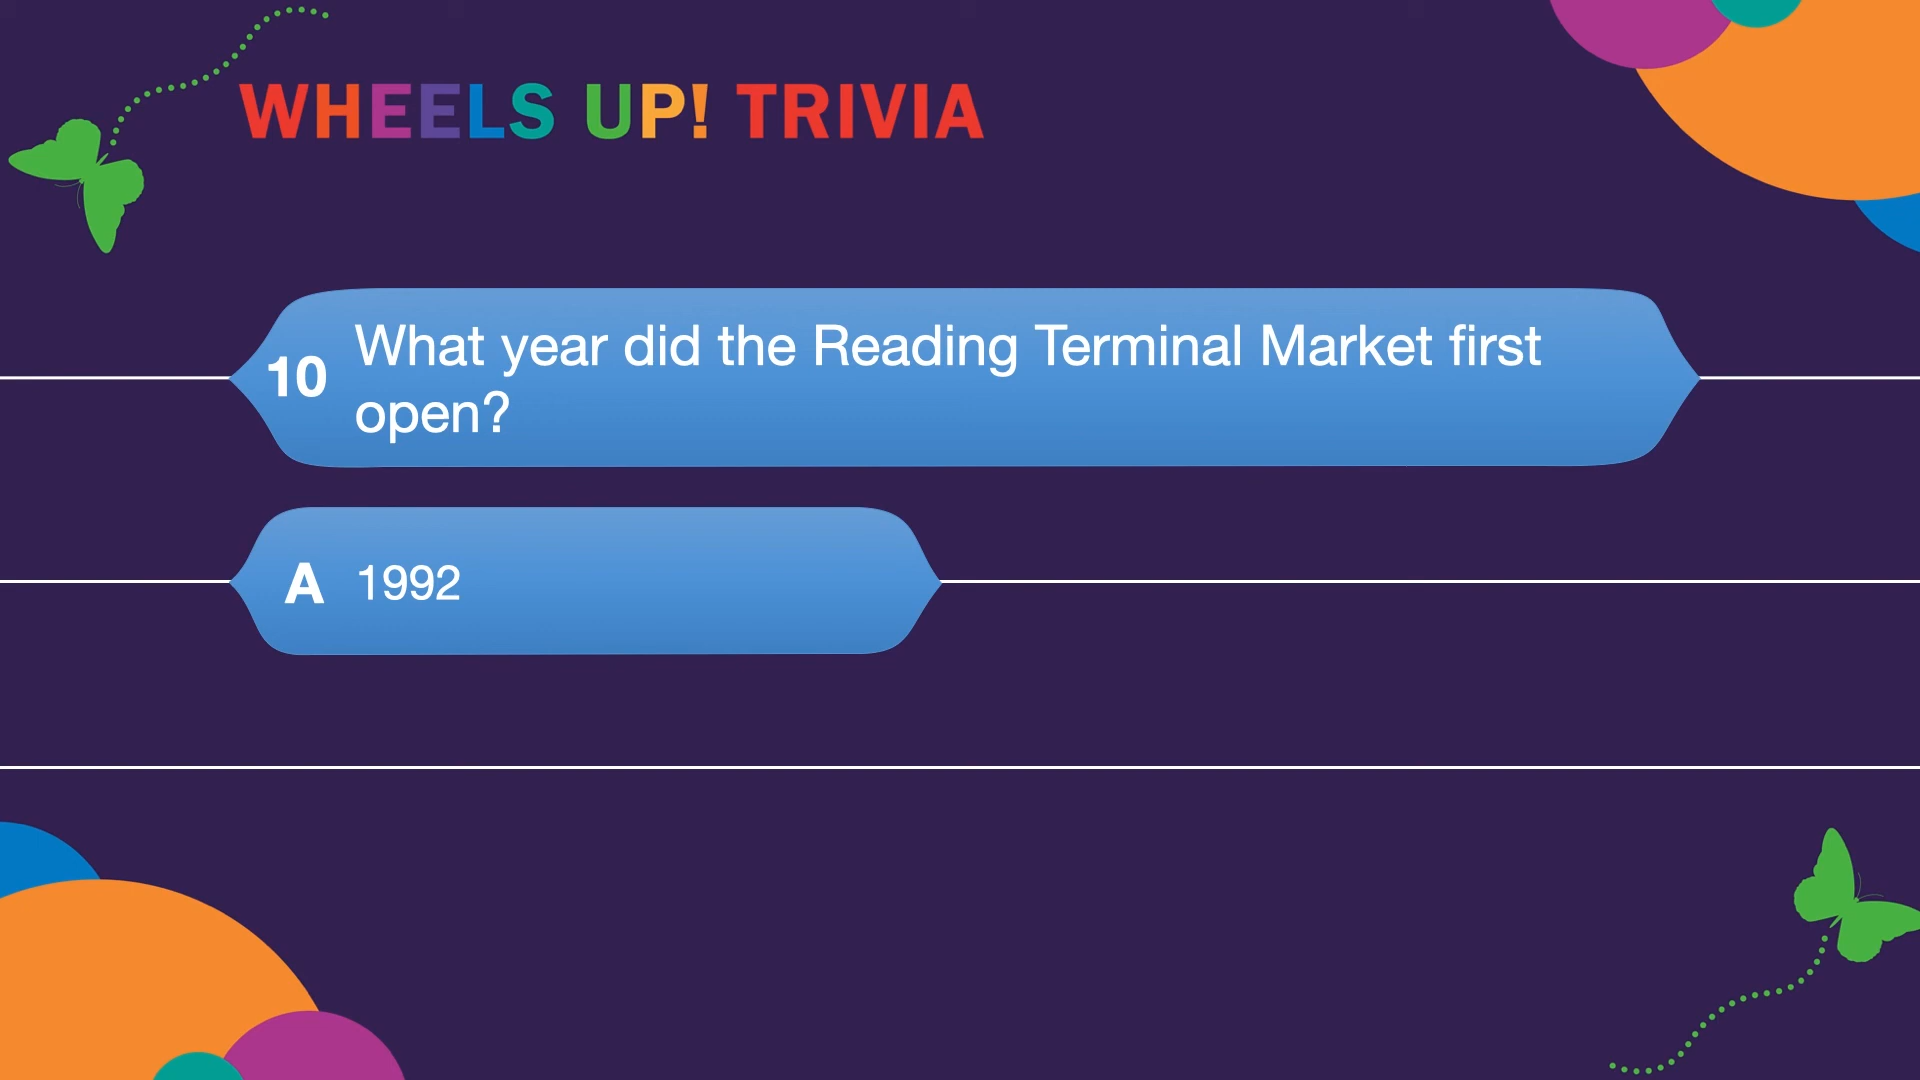 WHEELS UP! TRIVIA
10 What year did the Reading Terminal Market first
open?
A 1992